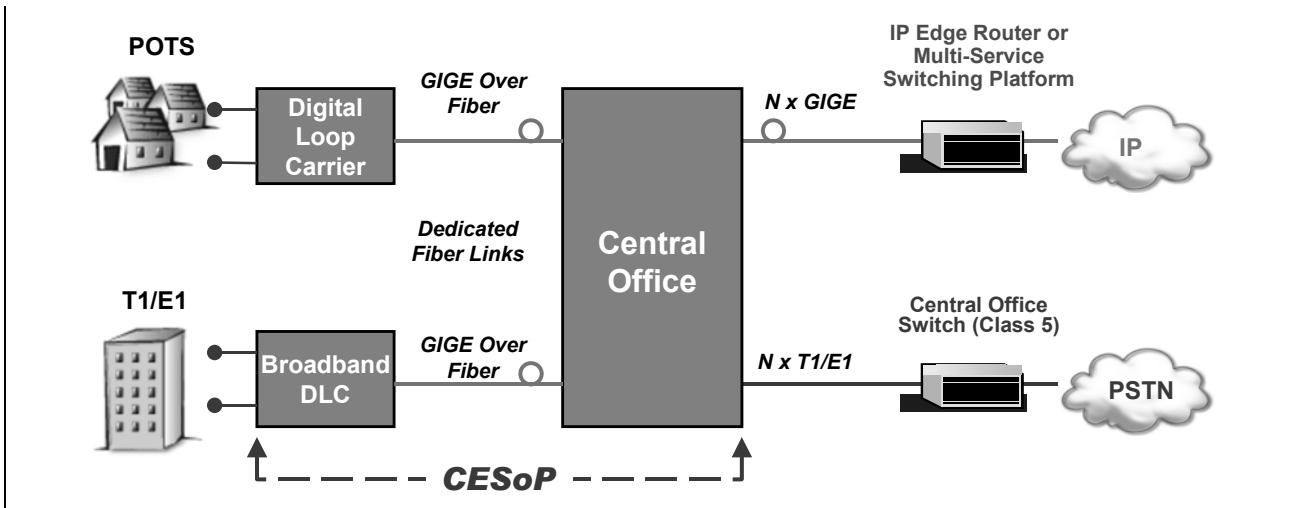 POTS
Digital
Loop
Carrier
GIGE Over
Fiber
Dedicated
Fiber Links
T1/E1
Broadband
DLC
GIGE Over
Fiber
Central
Office
N x GIGE
IP Edge Router or
Multi-Service
Switching Platform
IP
N x T1/E1
Central Office
Switch (Class 5)
PSTN
CESoP